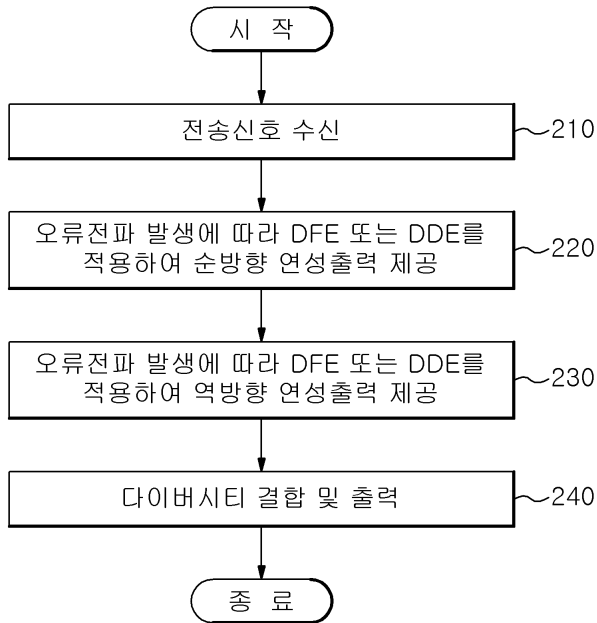 시 작
전송신호 수신
210
오류전파 발생에 따라 DFE 또는 DDE를
적용하여 순방향 연성출력 제공
220
오류전파 발생에 따라 DFE 또는 DDE를
적용하여 역방향 연성출력 제공
230
다이버시티 결합 및 출력
240
종 료